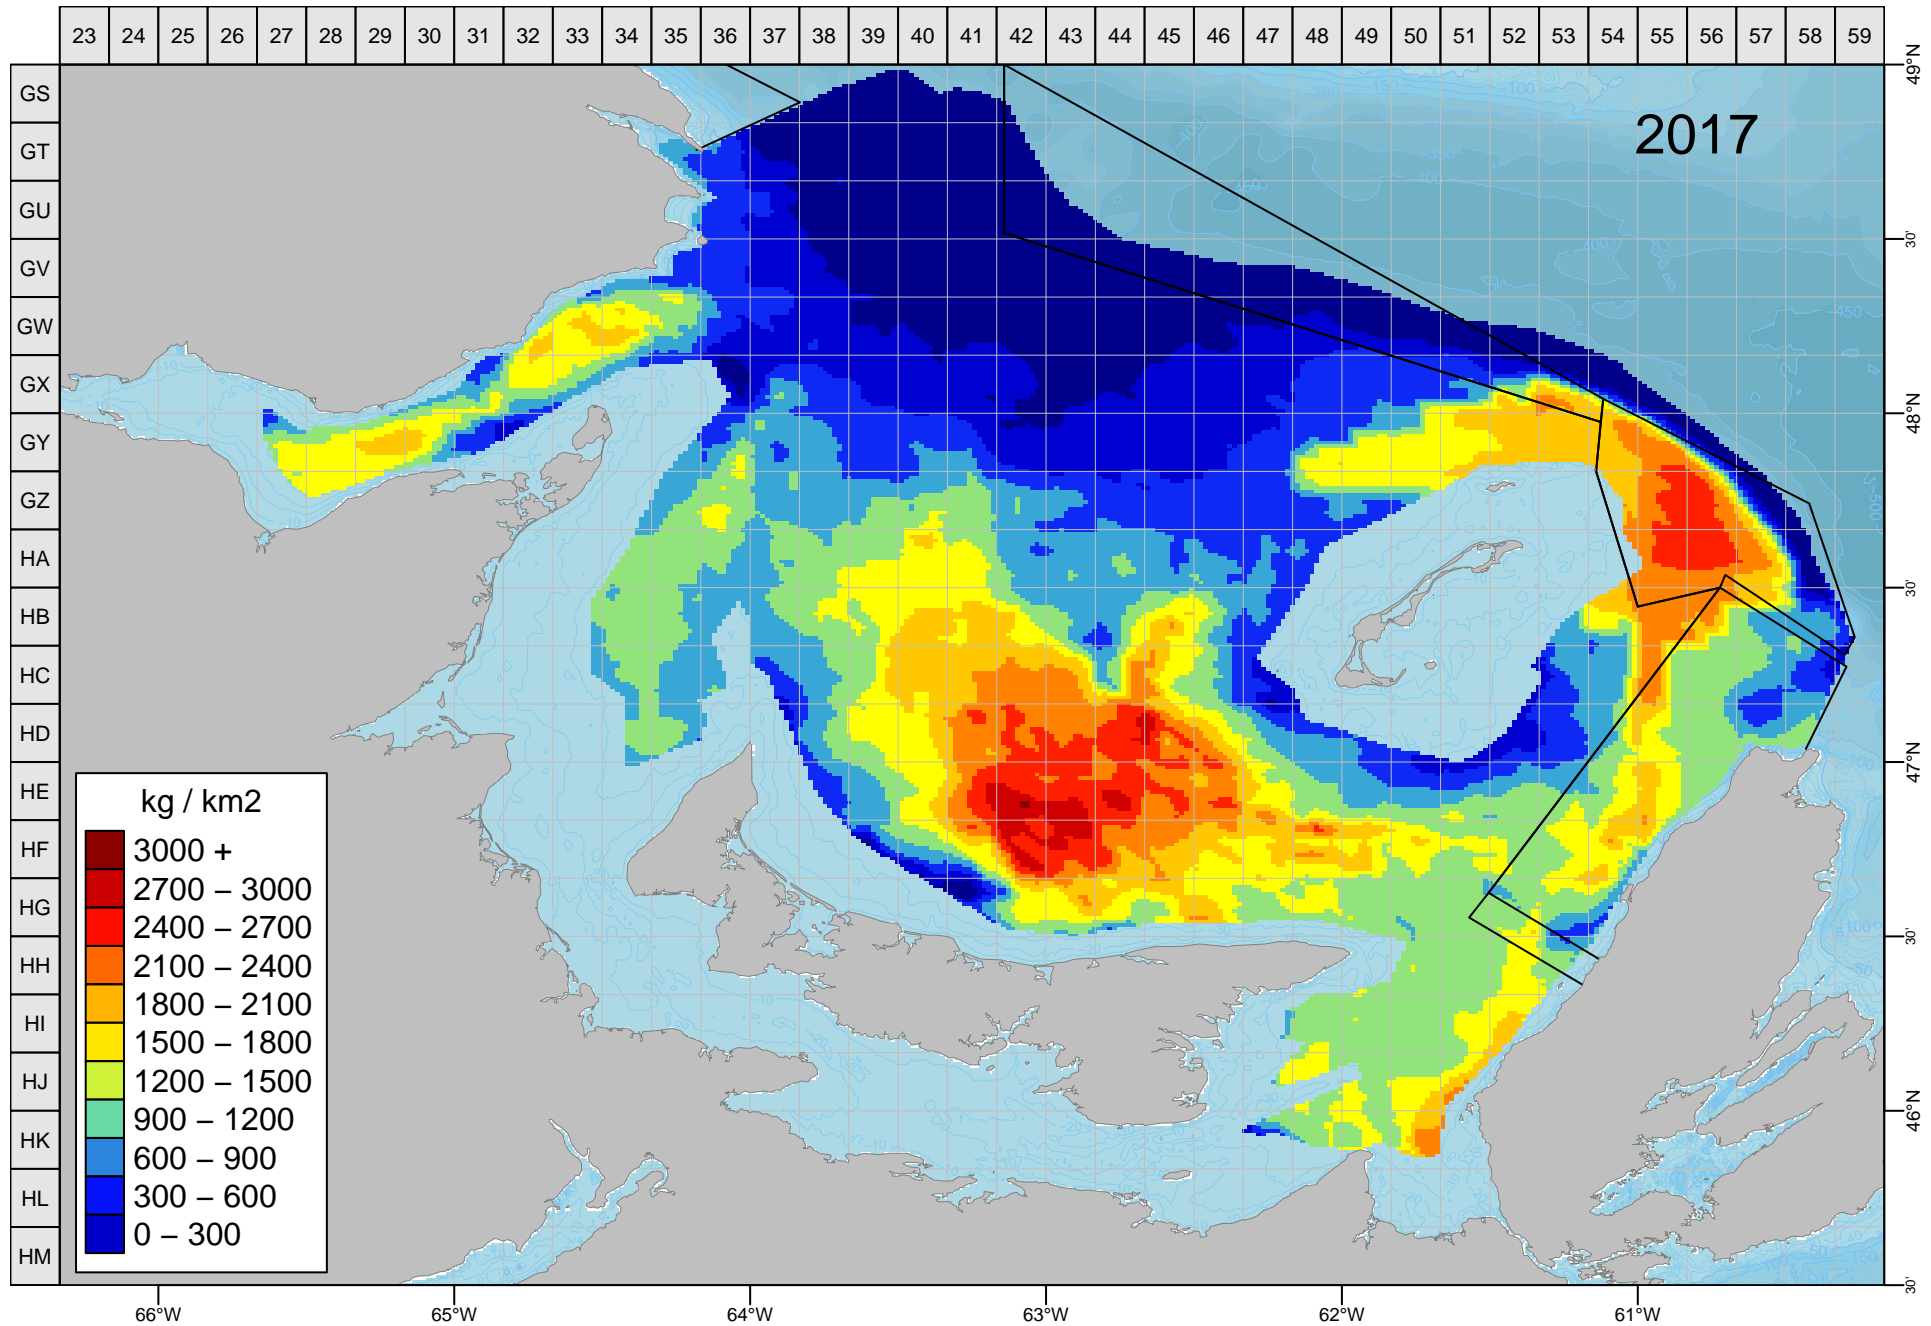 23 24 25 26 27 28 29 30 31 32 33 34 35 36 37 38 39 40 41 42 43 44 45 46 47 48 49 50 51 52 53 54 55 56 57 58 59
49°N
GS
2017
GT
GU
30'
GV
GW
GX
48°N
GY
GZ
HA
30'
HB
HC
HD
47°N
HE
HF
HG
30'
HH
HI
HJ
46°N
HK
HL
HM
30'
kg / km2
3000 +
2700 – 3000
2400 – 2700
2100 – 2400
1800 – 2100
1500 – 1800
1200 – 1500
900 – 1200
600 – 900
300 – 600
0 – 300
66°W 65°W 64°W 63°W 62°W 61°W